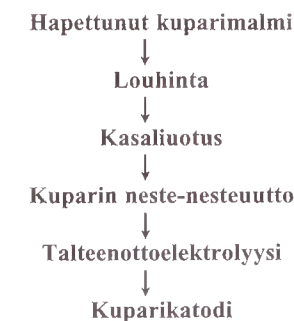 Hapettunut kuparimalmi
Louhinta
Kasaliuotus
Kuparin neste-nesteuutto
Talteenottoelektrolyysi
Kuparikatodi